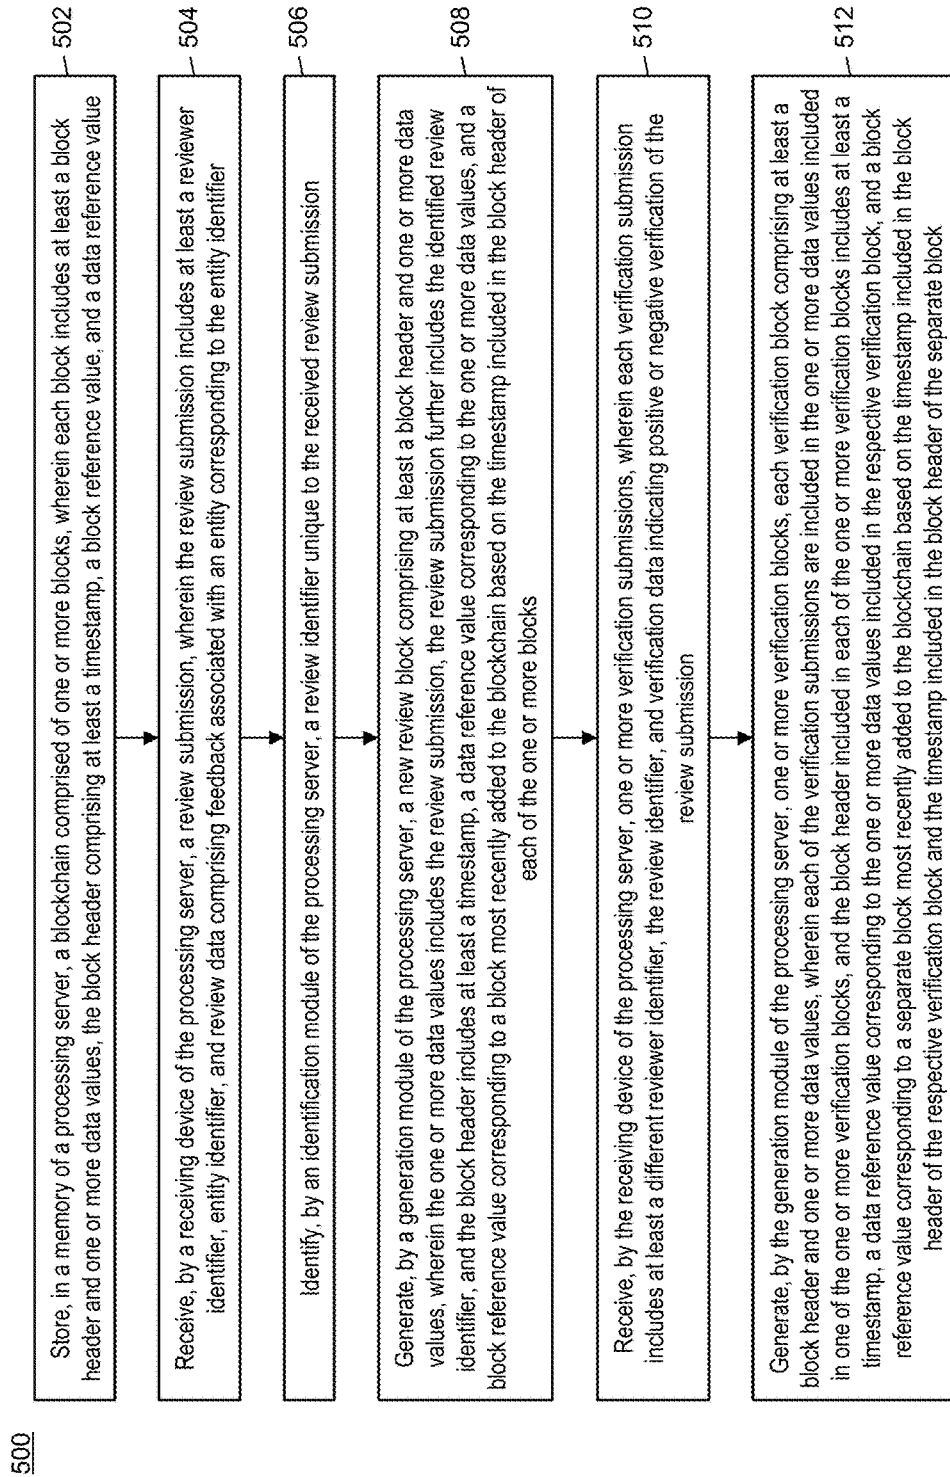 500
Store, in a memory of a processing server, a blockchain comprised of one or more blocks, wherein each block includes at least a block
header and one or more data values, the block header comprising at least a timestamp, a block reference value, and a data reference value
502
Receive, by a receiving device of the processing server, a review submission, wherein the review submission includes at least a reviewer
identifier, entity identifier, and review data comprising feedback associated with an entity corresponding to the entity identifier
504
Identify, by an identification module of the processing server, a review identifier unique to the received review submission
506
Generate, by a generation module of the processing server, a new review block comprising at least a block header and one or more data
values, wherein the one or more data values includes the review submission, the review submission further includes the identified review
identifier, and the block header includes at least a timestamp, a data reference value corresponding to the one or more data values, and a
block reference value corresponding to a block most recently added to the blockchain based on the timestamp included in the block header of
each of the one or more blocks
508
Receive, by the receiving device of the processing server, one or more verification submissions, wherein each verification submission
includes at least a different reviewer identifier, the review identifier, and verification data indicating positive or negative verification of the
review submission
510
Generate, by the generation module of the processing server, one or more verification blocks, each verification block comprising at least a
block header and one or more data values, wherein each of the verification submissions are included in the one or more data values included
in one of the one or more verification blocks, and the block header included in each of the one or more verification blocks includes at least a
timestamp, a data reference value corresponding to the one or more data values included in the respective verification block, and a block
reference value corresponding to a separate block most recently added to the blockchain based on the timestamp included in the block
header of the respective verification block and the timestamp included in the block header of the separate block
512